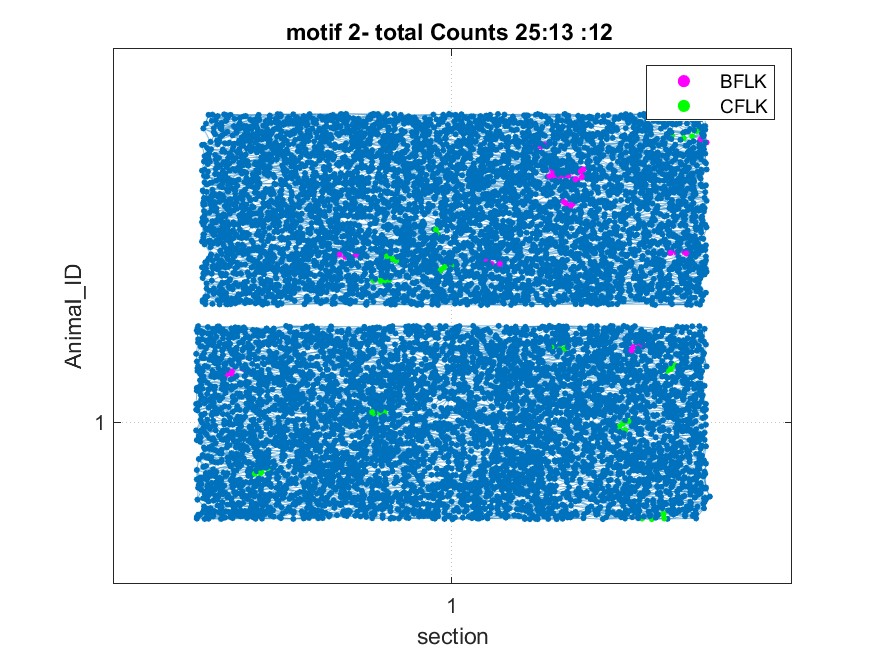 motif 2- total Counts 25:13 :12
BFLK
CFLK
Animal_ID
1
1
section